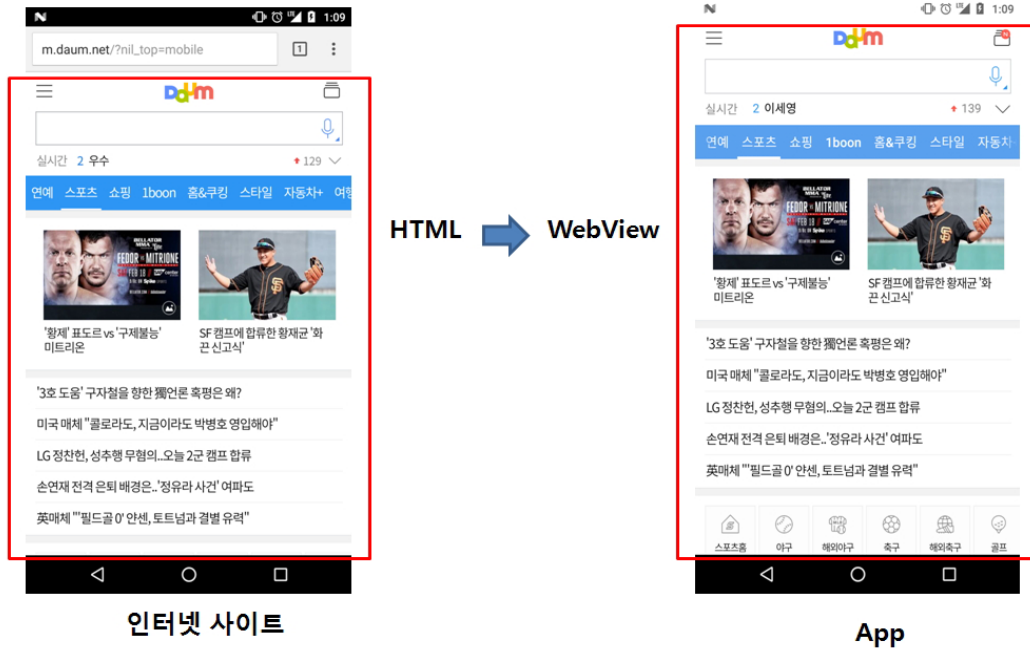 1:09
m.daum.net/?nil_top=mobile
1
Daum
실시간 2 우수 129
연예 스포츠 쇼핑 1boon 홈&쿠킹 스타일 자동차+ 여행
BELLATOR
MMA
FEDOR vs MITRIONE
SAT FEB 18
'황제' 표도르 vs '구제불능'
미트리온
SF
SF 캠프에 합류한 황재균 '화
끈 신고식'
'3호 도움' 구자철을 향한 獨언론 혹평은 왜?
미국 매체 "콜로라도, 지금이라도 박병호 영입해야"
LG 정찬헌, 성추행 무혐의..오늘 2군 캠프 합류
손연재 전격 은퇴 배경은..'정유라 사건' 여파도
英매체 "'필드골 0' 얀센, 토트넘과 결별 유력"
인터넷 사이트
HTML
WebView
1:09
Daum
N
실시간 2 이세영 139
연예 스포츠 쇼핑 1boon 홈&쿠킹 스타일 자동차
BELLATOR
MMA
FEDOR vs MITRIONE
SAT FEB 18
'황제' 표도르 vs '구제불능'
미트리온
SF
SF 캠프에 합류한 황재균 '화
끈 신고식'
'3호 도움' 구자철을 향한 獨언론 혹평은 왜?
미국 매체 "콜로라도, 지금이라도 박병호 영입해야"
LG 정찬헌, 성추행 무혐의..오늘 2군 캠프 합류
손연재 전격 은퇴 배경은..'정유라 사건' 여파도
英매체 "'필드골 0' 얀센, 토트넘과 결별 유력"
스포츠홈 야구 해외야구 축구 해외축구 골프
App